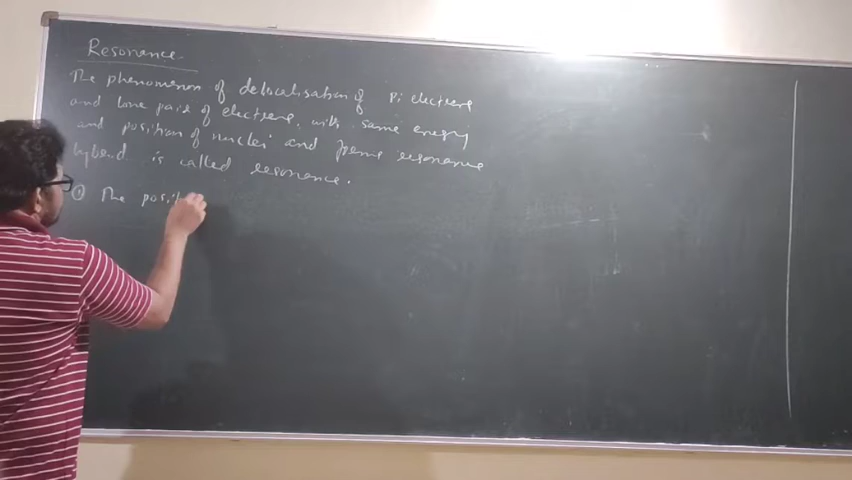 Resonance
The phenomenon of delocalisation of Pi electrons
and lone pair of electrons, with same energy
and position of nuclei and forms resonance
hybrid is called resonance.
① The posit